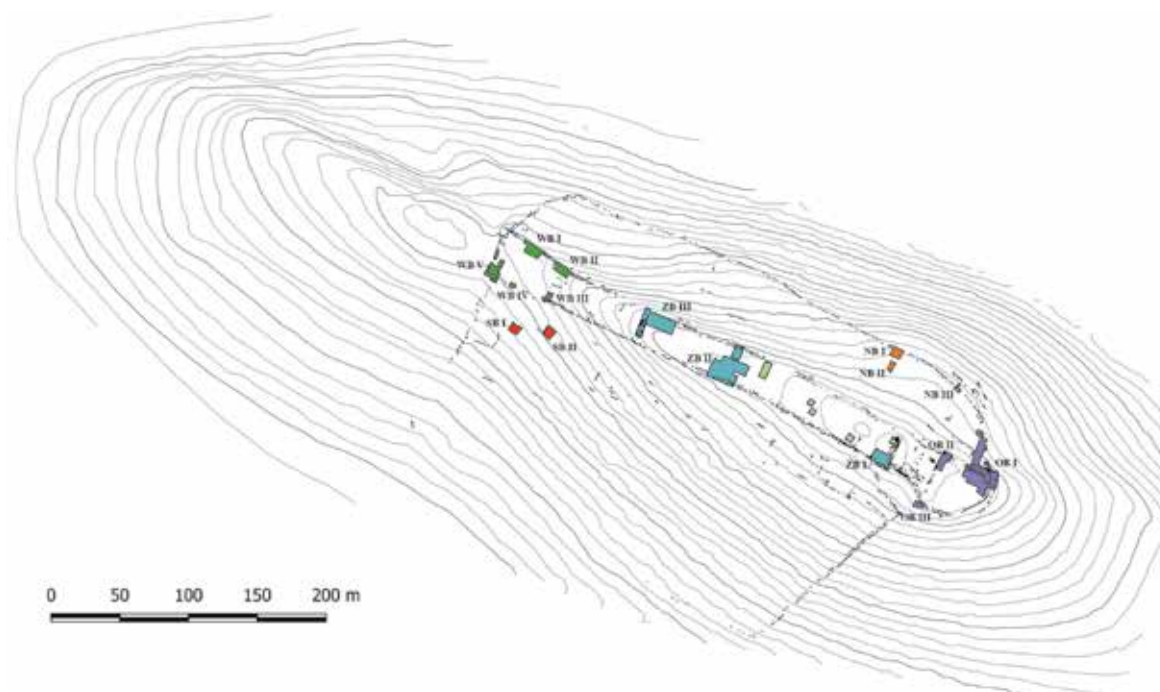 WB I
WB II
WB V
WB IV
WB III
SB I
SB II
ZB III
ZB II
NB I
NB II
NB III
OB II
OB I
ZB I
OB III
0 50 100 150 200 m